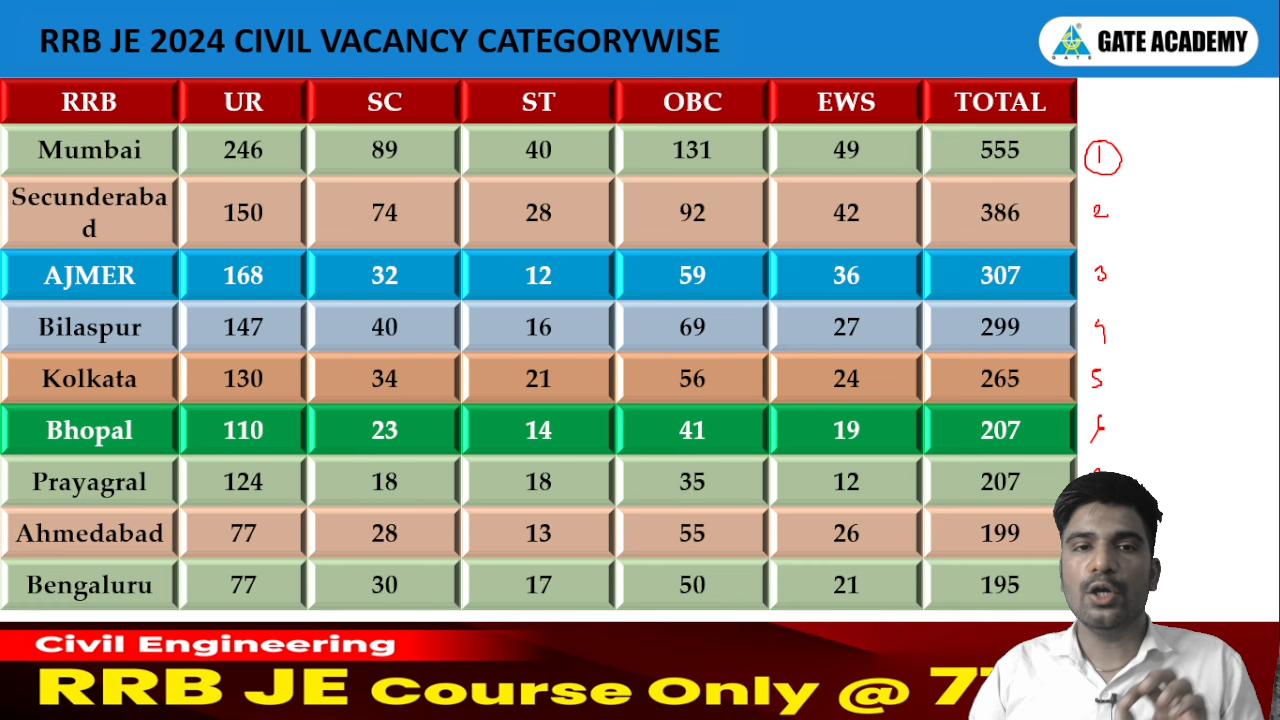 RRB JE 2024 CIVIL VACANCY CATEGORYWISE
GATE ACADEMY
GATE
RRB UR SC ST OBC EWS TOTAL
Mumbai 246 89 40 131 49 555 1
Secunderaba
d 150 74 28 92 42 386 2
AJMER 168 32 12 59 36 307 3
Bilaspur 147 40 16 69 27 299 4
Kolkata 130 34 21 56 24 265 5
Bhopal 110 23 14 41 19 207 6
Prayagral 124 18 18 35 12 207
Ahmedabad 77 28 13 55 26 199
Bengaluru 77 30 17 50 21 195
Civil Engineering
RRB JE Course Only @